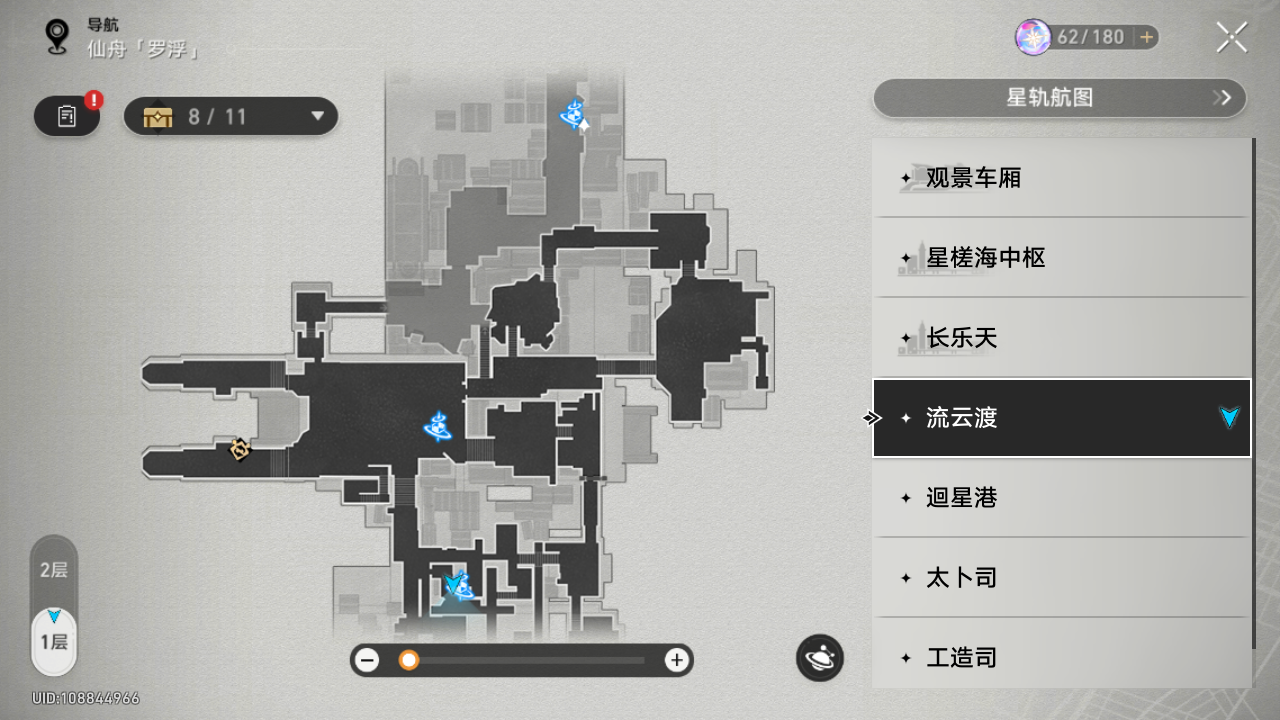 导航
仙舟「罗浮」
62/180
8 / 11
星轨航图
观景车厢
星槎海中枢
长乐天
流云渡
迴星港
太卜司
工造司
2层
1层
UID:108844966